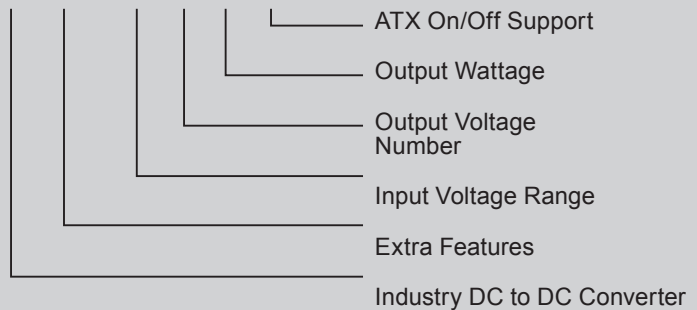 ATX On/Off Support
Output Wattage
Output Voltage
Number
Input Voltage Range
Extra Features
Industry DC to DC Converter